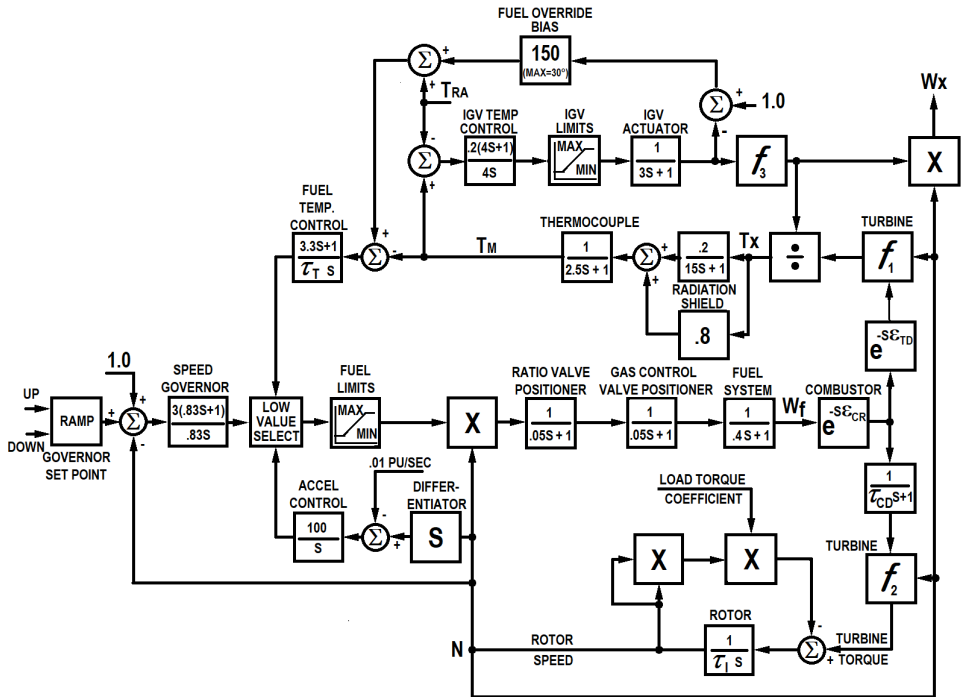 FUEL OVERRIDE
BIAS
150
(MAX=30°)
Σ
+
+
T_RA
Σ
-
+
IGV TEMP
CONTROL
.2(4S+1)
4S
IGV
LIMITS
MAX
MIN
IGV
ACTUATOR
1
3S + 1
Σ
+
-
1.0
f3
Wx
X
FUEL
TEMP.
CONTROL
3.3S+1
τ_T S
Σ
+
-
T_M
THERMOCOUPLE
1
2.5S + 1
Σ
+
+
.2
15S + 1
RADIATION
SHIELD
.8
Tx
÷
TURBINE
f1
e^-Sε_TD
1.0
UP
DOWN
RAMP
GOVERNOR
SET POINT
+
+
Σ
-
SPEED
GOVERNOR
3(.83S+1)
.83S
LOW
VALUE
SELECT
FUEL
LIMITS
MAX
MIN
X
RATIO VALVE
POSITIONER
1
.05S + 1
GAS CONTROL
VALVE POSITIONER
1
.05S + 1
FUEL
SYSTEM
1
.4S+1
Wf
COMBUSTOR
e^-Sε_CR
1
τ_CD S+1
ACCEL
CONTROL
100
S
.01 PU/SEC
Σ
-
+
DIFFER-
ENTIATOR
S
LOAD TORQUE
COEFFICIENT
X
X
TURBINE
f2
N
ROTOR
SPEED
ROTOR
1
τ_I S
Σ
-
+
TURBINE
TORQUE